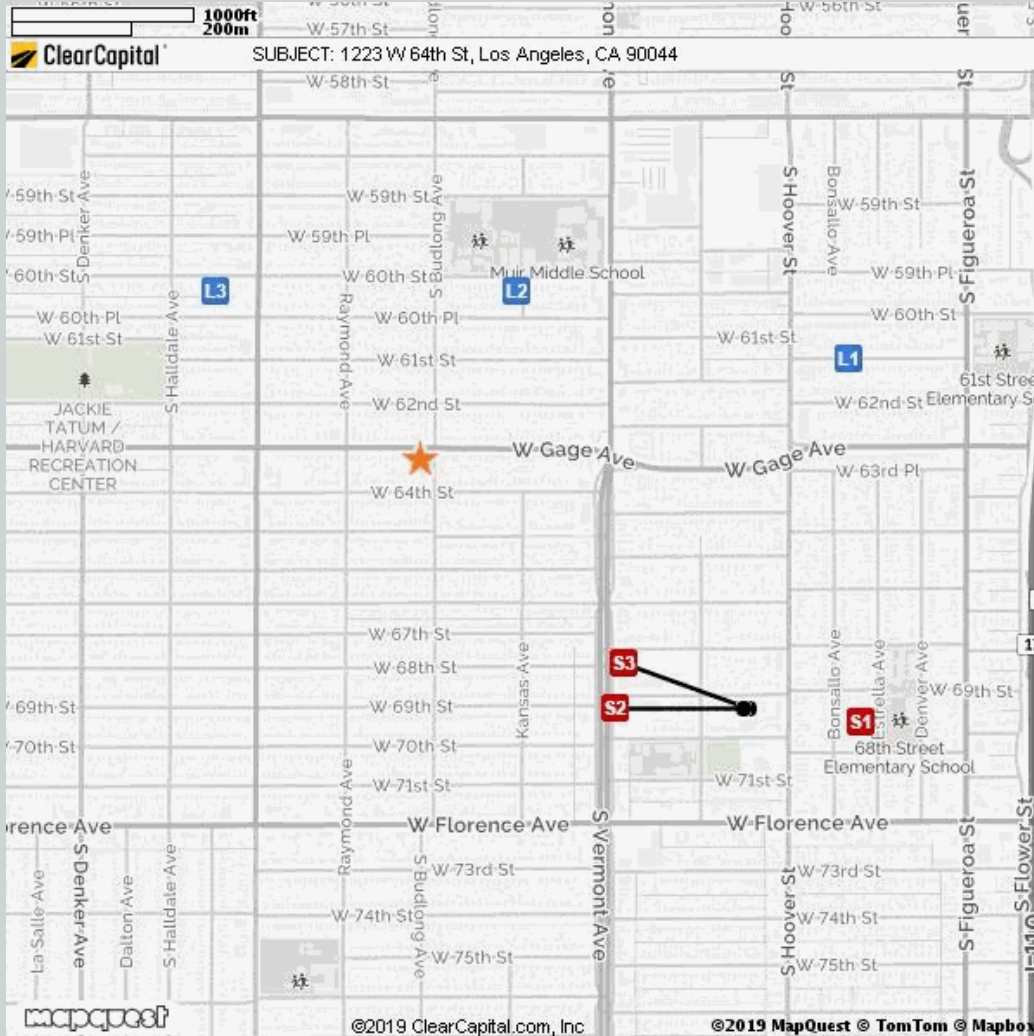 1000ft
200m
W 57th St
W 56th St
ClearCapital
SUBJECT: 1223 W 64th St, Los Angeles, CA 90044
W 58th St
W 59th St
S Denker Ave
W 59th St
S Budlong Ave
S Hoover St
Bonsallo Ave
W 59th St
S Figueroa St
W 59th Pl
W 59th Pl
W 60th St
W 60th St
Muir Middle School
W 59th Pl
L3
L2
S Halldale Ave
Raymond Ave
W 60th Pl
W 60th Pl
W 60th St
W 61st St
W 61st St
W 61st St
L1
61st Stree
Elementary S
W 62nd St
W 62nd St
JACKIE
TATUM /
HARVARD
RECREATION
CENTER
W Gage Ave
W Gage Ave
W 63rd Pl
W 64th St
W 67th St
W 68th St
S3
Kansas Ave
Bonsallo Ave
Estrella Ave
Denver Ave
W 69th St
69th St
W 69th St
S2
S1
70th St
W 70th St
68th Street
Elementary School
W 71st St
W 71st St
Raymond Ave
orence Ave
W Florence Ave
S Vermont Ave
W Florence Ave
S Figueroa St
S Flower St
I-110
La Salle Ave
S Denker Ave
Dalton Ave
S Halldale Ave
S Budlong Ave
S Hoover St
W 73rd St
W 73rd St
W 74th St
W 74th St
W 75th St
W 75th St
mapquest
©2019 ClearCapital.com, Inc
©2019 MapQuest © TomTom © Mapbo